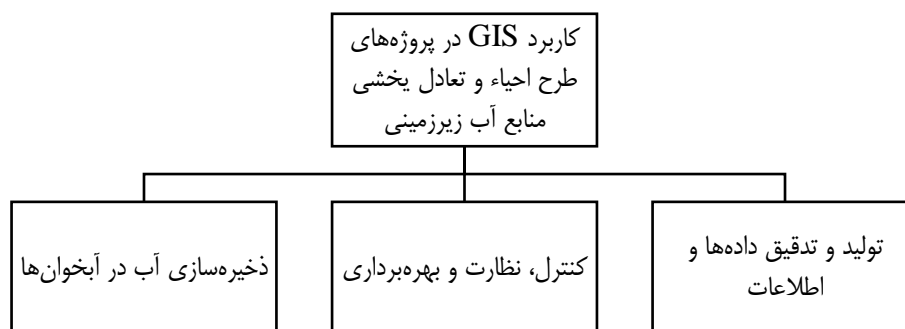 کاربرد GIS در پروژه‌های
طرح احیاء و تعادل یخشی
منابع آب زیرزمینی
تولید و تدقیق داده‌ها و
اطلاعات
کنترل، نظارت و بهره‌برداری
ذخیره‌سازی آب در آبخوان‌ها